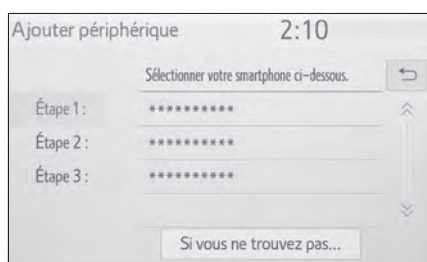 Ajouter périphérique 2:10
Sélectionner votre smartphone ci-dessous.
Étape 1 : **********
Étape 2 : **********
Étape 3 : **********
Si vous ne trouvez pas...